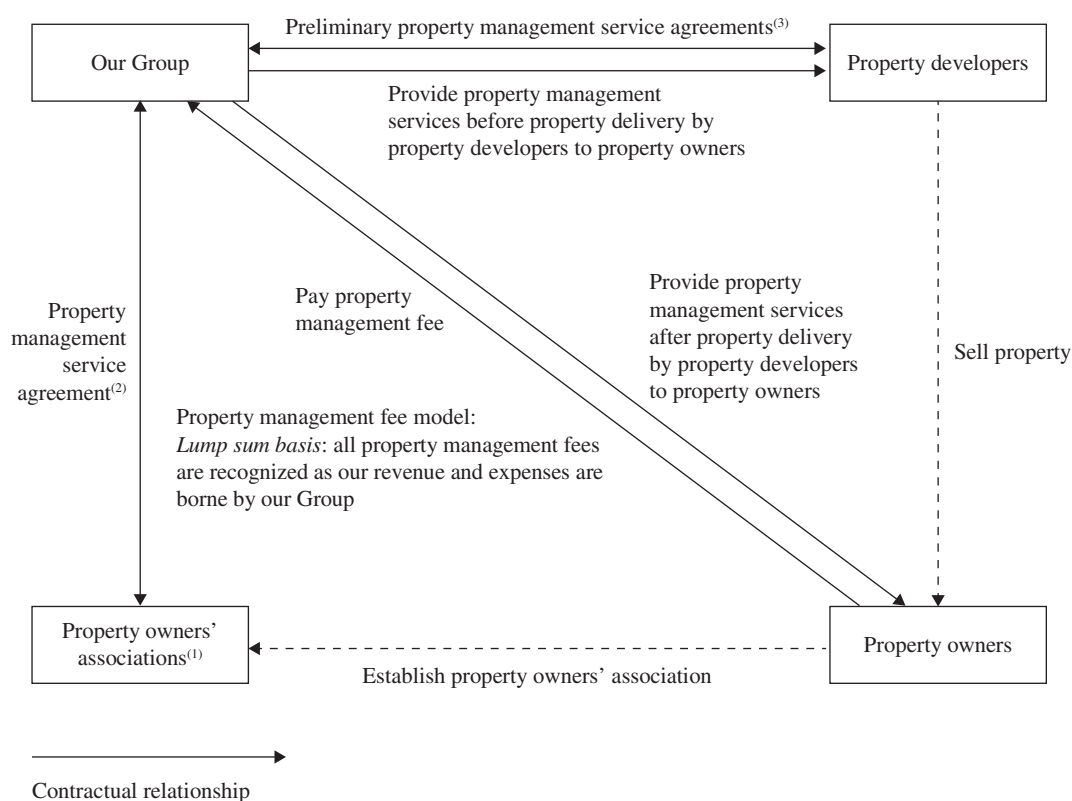 Preliminary property management service agreements(3)
Our Group
Property developers
Provide property management
services before property delivery by
property developers to property owners
Provide property
management services
after property delivery
by property developers
to property owners
Pay property
management fee
Property
management
service
agreement(2)
Sell property
Property management fee model:
Lump sum basis: all property management fees
are recognized as our revenue and expenses are
borne by our Group
Property owners’
associations(1)
Property owners
Establish property owners’ association
Contractual relationship